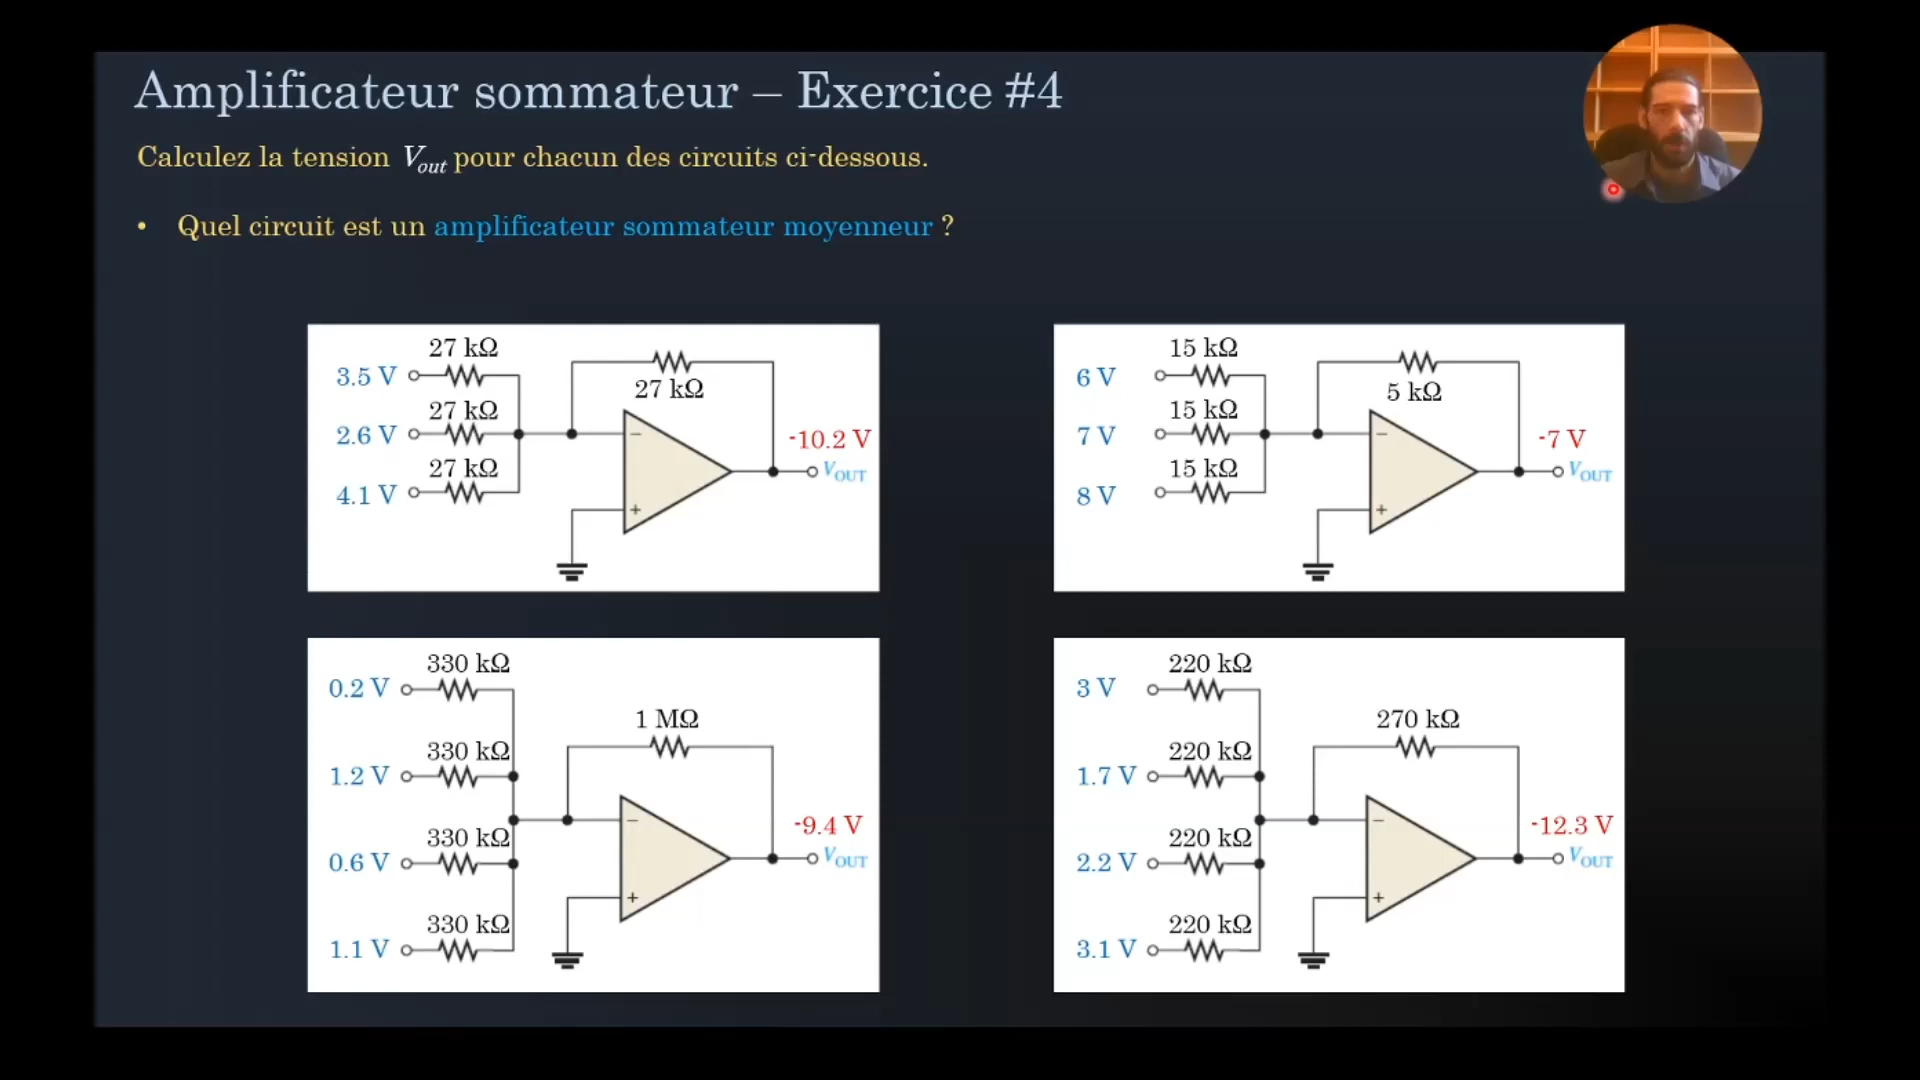 Amplificateur sommateur – Exercice #4
Calculez la tension Vout pour chacun des circuits ci-dessous.
• Quel circuit est un amplificateur sommateur moyenneur ?
27 kΩ
3.5 V
27 kΩ
27 kΩ
2.6 V
27 kΩ
4.1 V
−
+
-10.2 V
VOUT
15 kΩ
6 V
5 kΩ
15 kΩ
7 V
15 kΩ
8 V
−
+
-7 V
VOUT
330 kΩ
0.2 V
1 MΩ
330 kΩ
1.2 V
330 kΩ
0.6 V
330 kΩ
1.1 V
−
+
-9.4 V
VOUT
220 kΩ
3 V
270 kΩ
220 kΩ
1.7 V
220 kΩ
2.2 V
220 kΩ
3.1 V
−
+
-12.3 V
VOUT